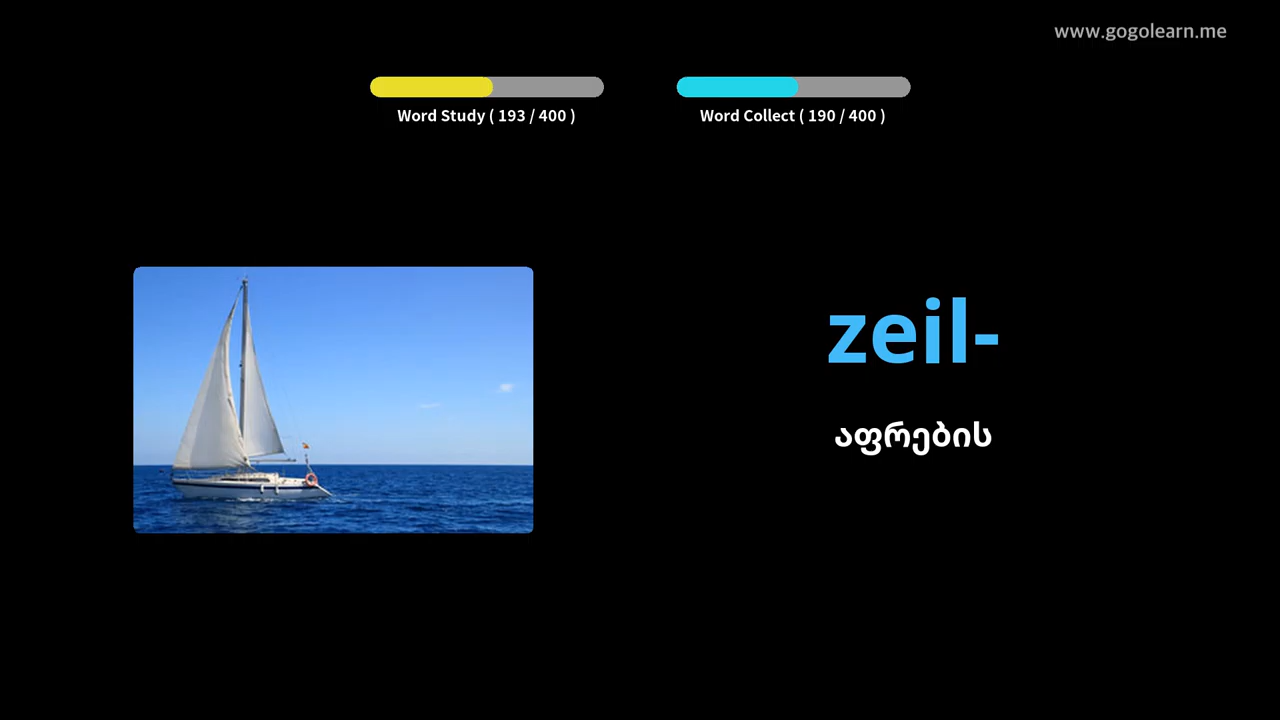 www.gogolearn.me
Word Study ( 193 / 400 )
Word Collect ( 190 / 400 )
zeil-
აფრების